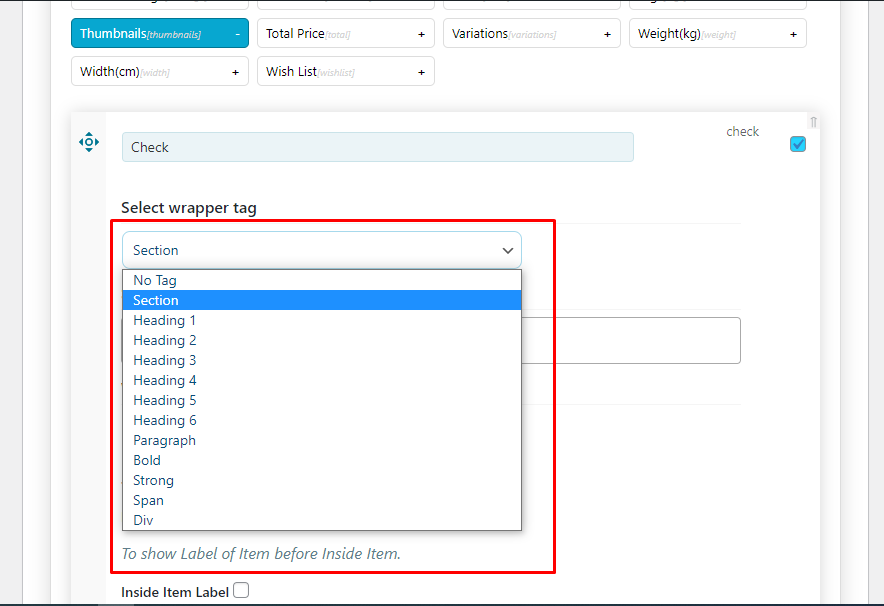 Thumbnails[thumbnails] -
Total Price[total] +
Variations[variations] +
Weight(kg)[weight] +
Width(cm)[width] +
Wish List[wishlist] +
check
Check
Select wrapper tag
Section
No Tag
Section
Heading 1
Heading 2
Heading 3
Heading 4
Heading 5
Heading 6
Paragraph
Bold
Strong
Span
Div
To show Label of Item before Inside Item.
Inside Item Label